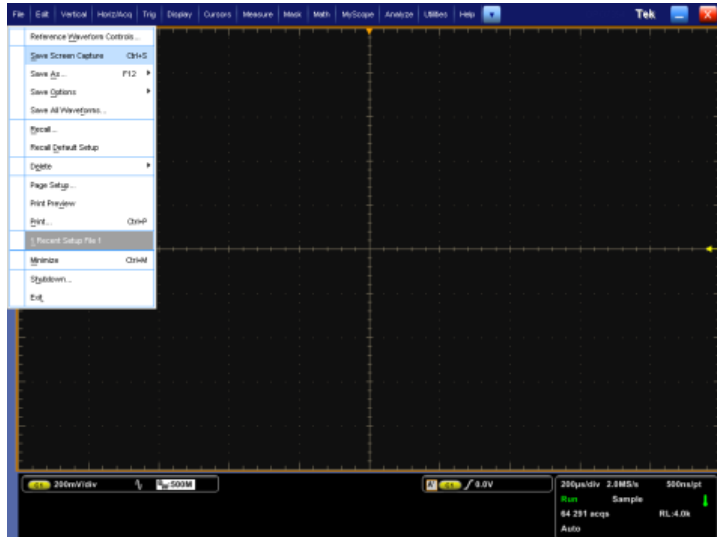 File Edit Vertical Horiz/Acq Trig Display Cursors Measure Mask Math MyScope Analyze Utilities Help Tek
Reference Waveform Controls...
Save Screen Capture Ctrl+S
Save As... F12
Save Options
Save All Waveforms...
Recall...
Recall Default Setup
Delete
Page Setup...
Print Preview
Print... Ctrl+P
1 Recent Setup File 1
Minimize Ctrl+M
Shutdown...
Exit
C1 200mV/div BW:500M A' C1 0.0V 200µs/div 2.0MS/s 500ns/pt
Run Sample
64 291 acqs RL:4.0k
Auto